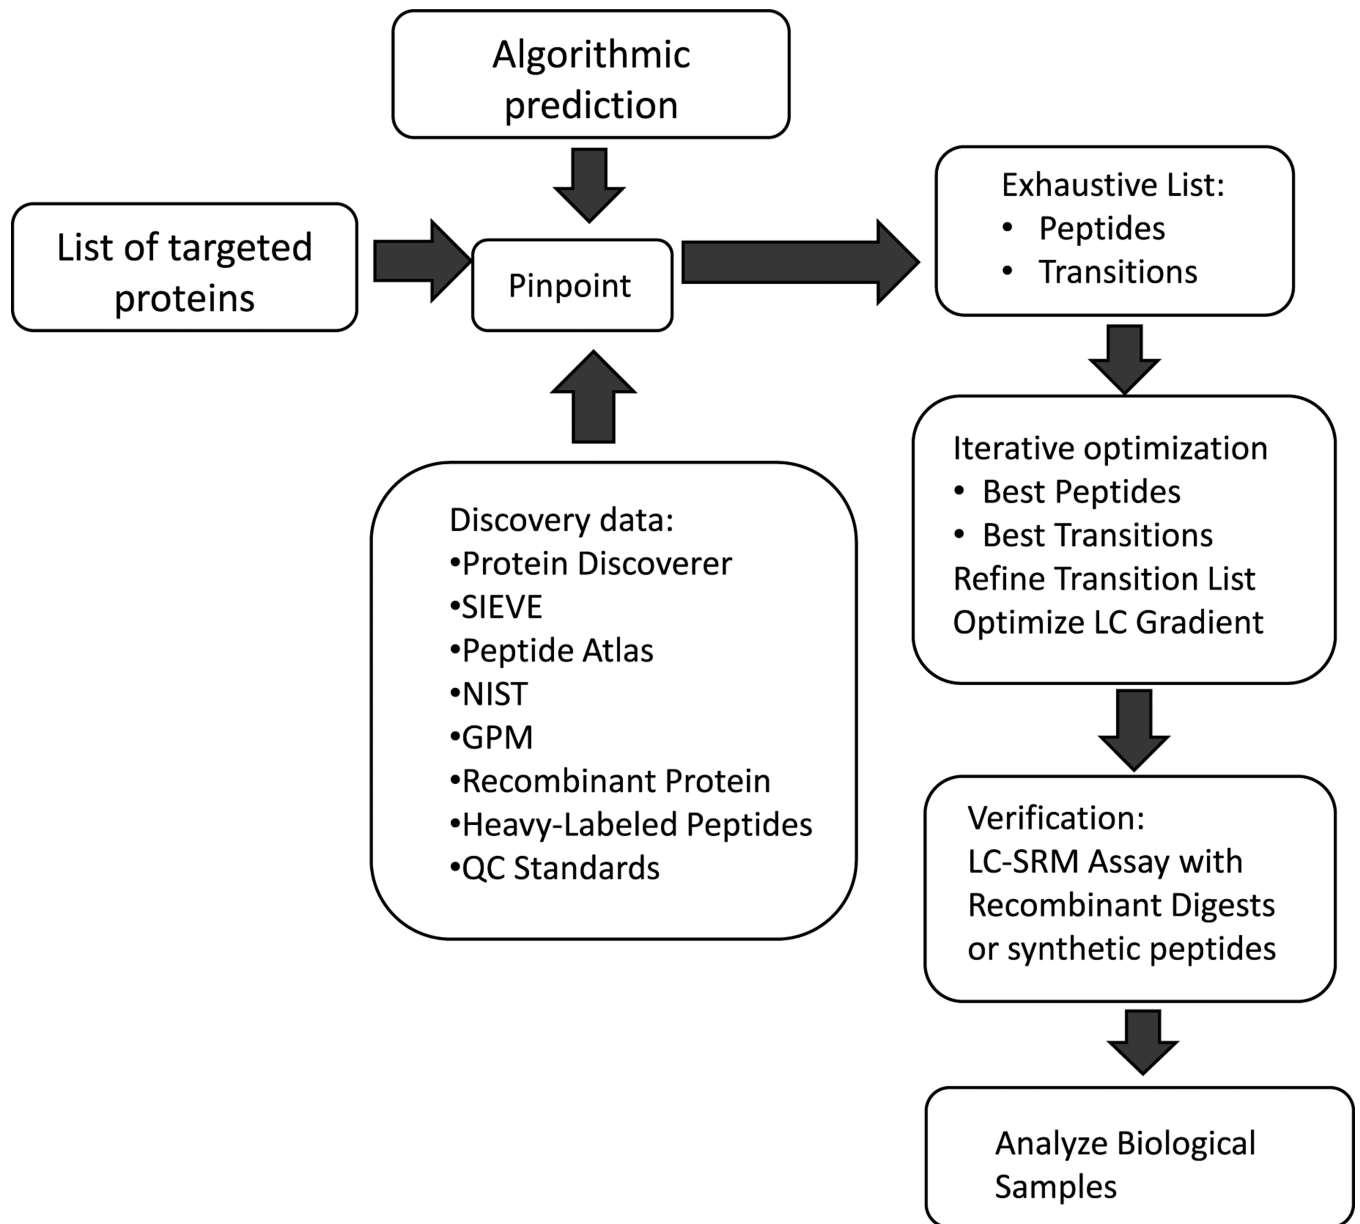 Algorithmic
prediction
List of targeted
proteins
Pinpoint
Exhaustive List:
• Peptides
• Transitions
Discovery data:
•Protein Discoverer
•SIEVE
•Peptide Atlas
•NIST
•GPM
•Recombinant Protein
•Heavy-Labeled Peptides
•QC Standards
Iterative optimization
• Best Peptides
• Best Transitions
Refine Transition List
Optimize LC Gradient
Verification:
LC-SRM Assay with
Recombinant Digests
or synthetic peptides
Analyze Biological
Samples